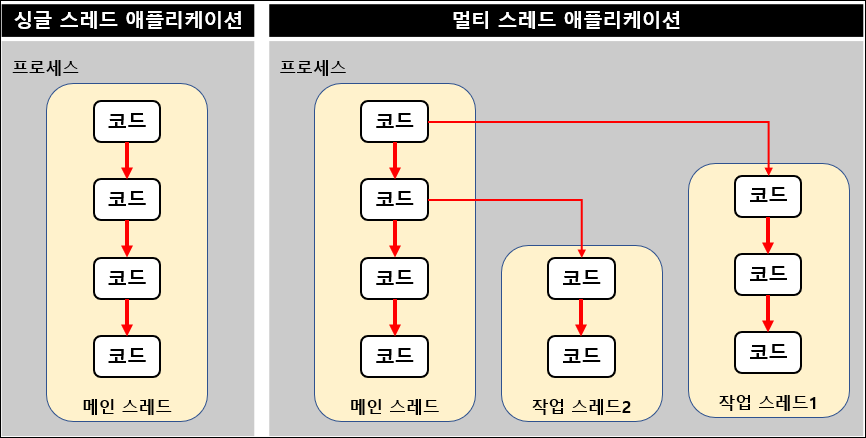 싱글 스레드 애플리케이션
프로세스
코드
코드
코드
코드
메인 스레드
멀티 스레드 애플리케이션
프로세스
코드
코드
코드
코드
메인 스레드
코드
코드
작업 스레드2
코드
코드
코드
작업 스레드1